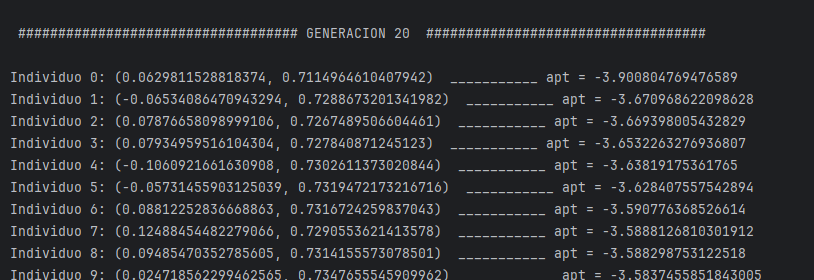 ################################### GENERACION 20 ###################################
Individuo 0: (0.0629811528818374, 0.7114964610407942) ___________ apt = -3.900804769476589
Individuo 1: (-0.06534086470943294, 0.7288673201341982) ___________ apt = -3.670968622098628
Individuo 2: (0.07876658098999106, 0.7267489506604461) ___________ apt = -3.669398005432829
Individuo 3: (0.07934959516104304, 0.727840871245123) ___________ apt = -3.6532263276936807
Individuo 4: (-0.1060921661630908, 0.7302611373020844) ___________ apt = -3.63819175361765
Individuo 5: (-0.05731455903125039, 0.7319472173216716) ___________ apt = -3.628407557542894
Individuo 6: (0.08812252836668863, 0.7316724259837043) ___________ apt = -3.590776368526614
Individuo 7: (0.12488454482279066, 0.7290553621413578) ___________ apt = -3.5888126810301912
Individuo 8: (0.09485470352785605, 0.7314155573078501) ___________ apt = -3.588298753122518
Individuo 9: (0.024718562299462565, 0.7347655545909962) ___________ apt = -3.5837455851843005